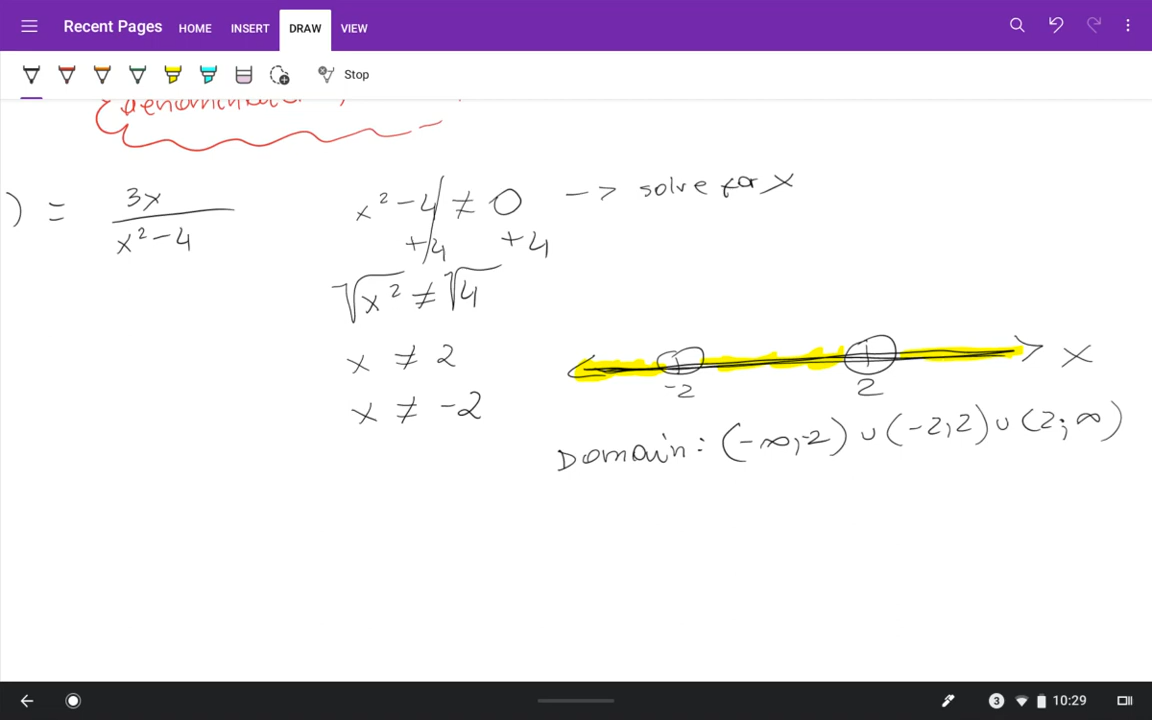 Recent Pages HOME INSERT DRAW VIEW
Stop
) = 3x / x² - 4
x² - 4 ≠ 0 -> solve for x
+4 +4
√x² ≠ √4
x ≠ 2
x ≠ -2
-2 2 x
Domain: (-∞,-2) ∪ (-2,2) ∪ (2;∞)
3 10:29